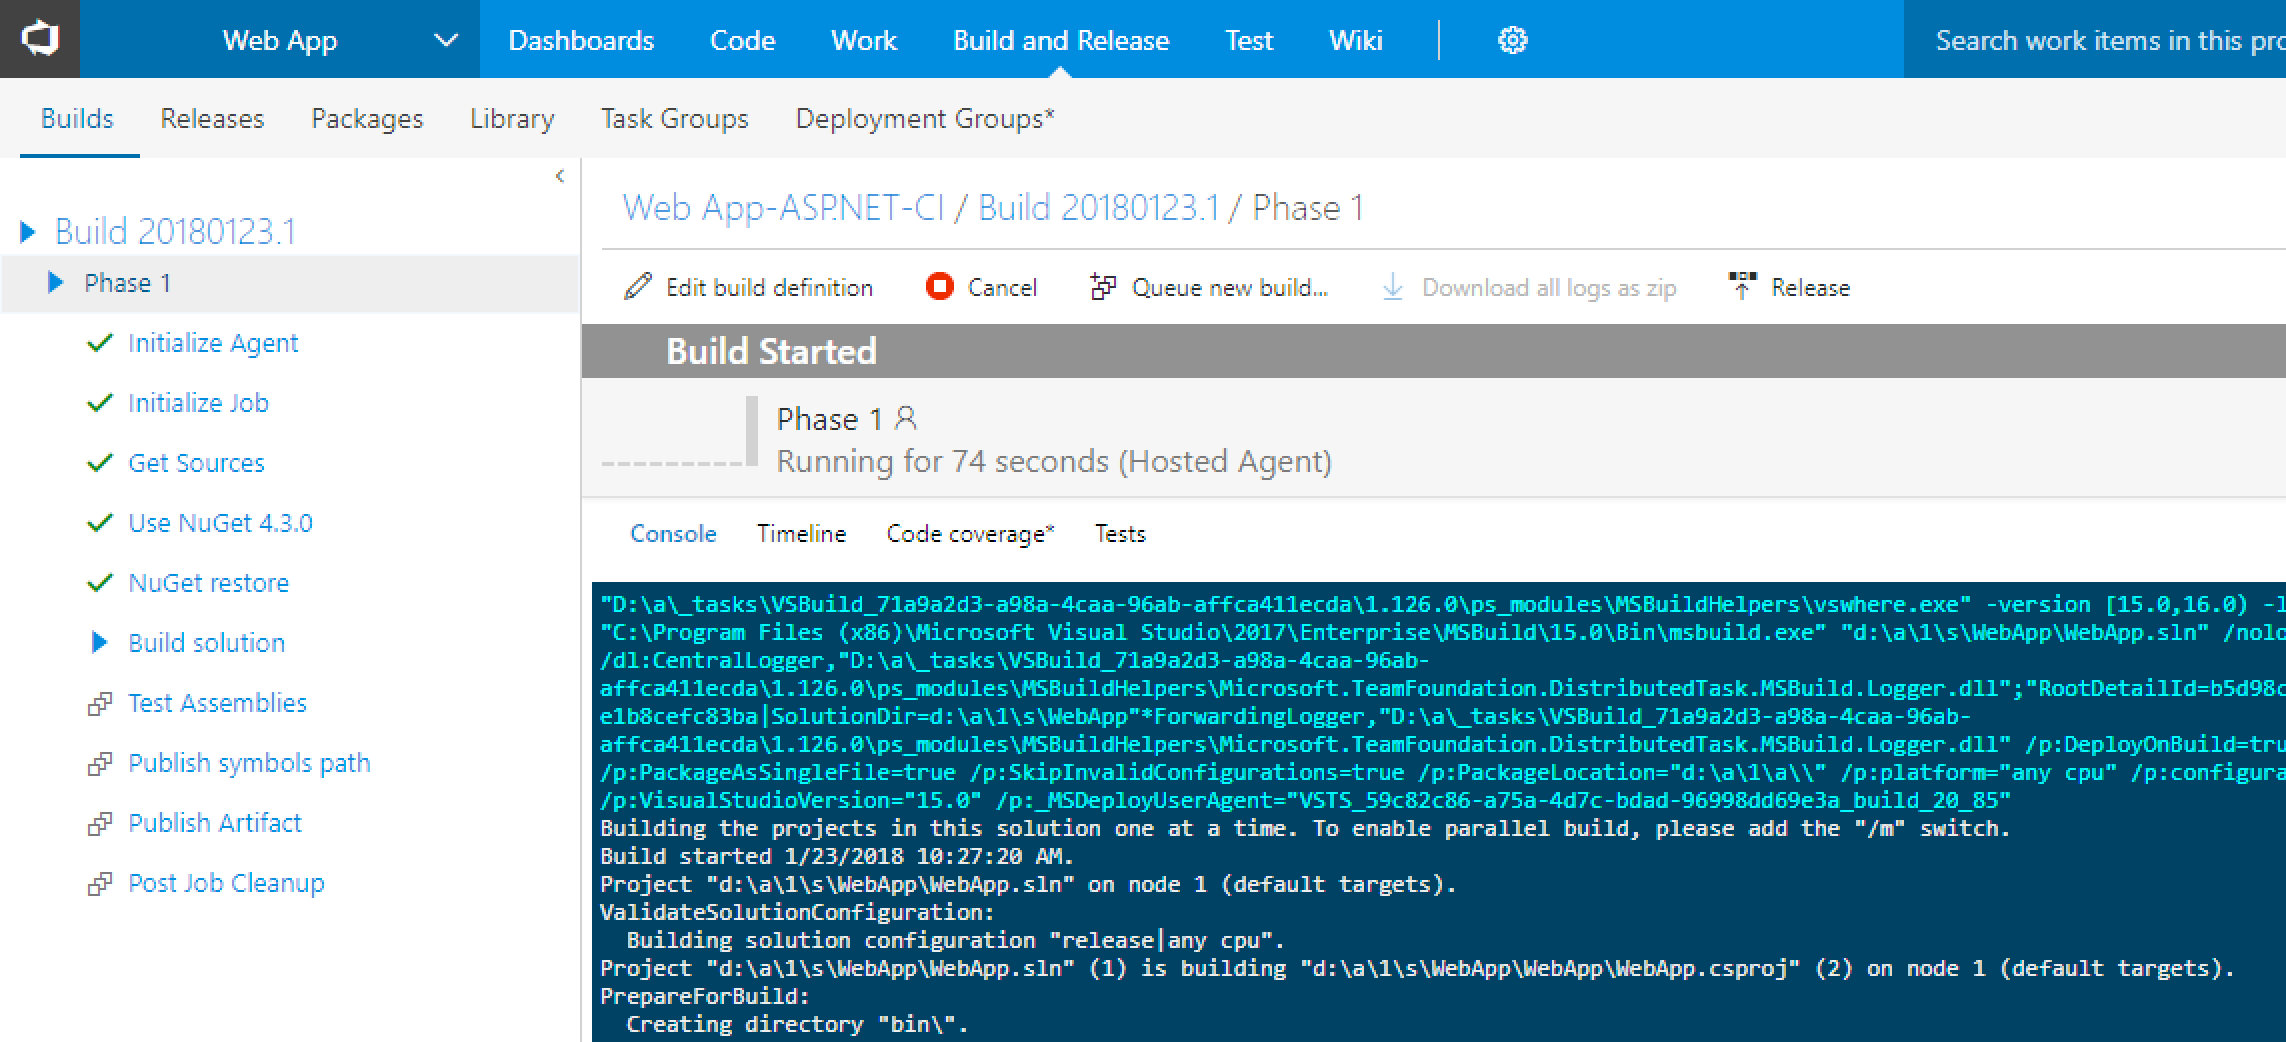 Web App Dashboards Code Work Build and Release Test Wiki Search work items in this pro
Builds Releases Packages Library Task Groups Deployment Groups*
Build 20180123.1
Phase 1
Initialize Agent
Initialize Job
Get Sources
Use NuGet 4.3.0
NuGet restore
Build solution
Test Assemblies
Publish symbols path
Publish Artifact
Post Job Cleanup
Web App-ASP.NET-CI / Build 20180123.1 / Phase 1
Edit build definition Cancel Queue new build... Download all logs as zip Release
Build Started
Phase 1
Running for 74 seconds (Hosted Agent)
Console Timeline Code coverage* Tests
"D:\a\_tasks\VSBuild_71a9a2d3-a98a-4caa-96ab-affca411ecda\1.126.0\ps_modules\MSBuildHelpers\vswhere.exe" -version [15.0,16.0) -l
"C:\Program Files (x86)\Microsoft Visual Studio\2017\Enterprise\MSBuild\15.0\Bin\msbuild.exe" "d:\a\1\s\WebApp\WebApp.sln" /nolo
/dl:CentralLogger,"D:\a\_tasks\VSBuild_71a9a2d3-a98a-4caa-96ab-
affca411ecda\1.126.0\ps_modules\MSBuildHelpers\Microsoft.TeamFoundation.DistributedTask.MSBuild.Logger.dll";"RootDetailId=b5d98c
e1b8cefc83ba|SolutionDir=d:\a\1\s\WebApp"*ForwardingLogger,"D:\a\_tasks\VSBuild_71a9a2d3-a98a-4caa-96ab-
affca411ecda\1.126.0\ps_modules\MSBuildHelpers\Microsoft.TeamFoundation.DistributedTask.MSBuild.Logger.dll" /p:DeployOnBuild=tru
/p:PackageAsSingleFile=true /p:SkipInvalidConfigurations=true /p:PackageLocation="d:\a\1\a\\" /p:platform="any cpu" /p:configura
/p:VisualStudioVersion="15.0" /p:_MSDeployUserAgent="VSTS_59c82c86-a75a-4d7c-bdad-96998dd69e3a_build_20_85"
Building the projects in this solution one at a time. To enable parallel build, please add the "/m" switch.
Build started 1/23/2018 10:27:20 AM.
Project "d:\a\1\s\WebApp\WebApp.sln" on node 1 (default targets).
ValidateSolutionConfiguration:
Building solution configuration "release|any cpu".
Project "d:\a\1\s\WebApp\WebApp.sln" (1) is building "d:\a\1\s\WebApp\WebApp\WebApp.csproj" (2) on node 1 (default targets).
PrepareForBuild:
Creating directory "bin\".